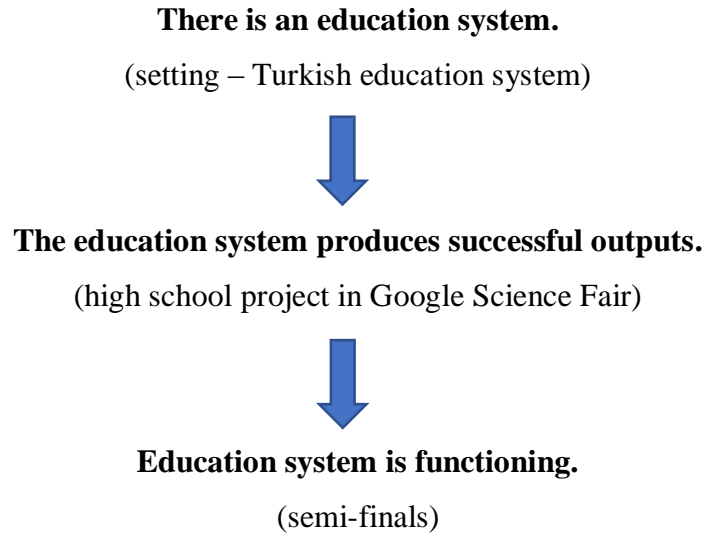 There is an education system.
(setting – Turkish education system)
The education system produces successful outputs.
(high school project in Google Science Fair)
Education system is functioning.
(semi-finals)